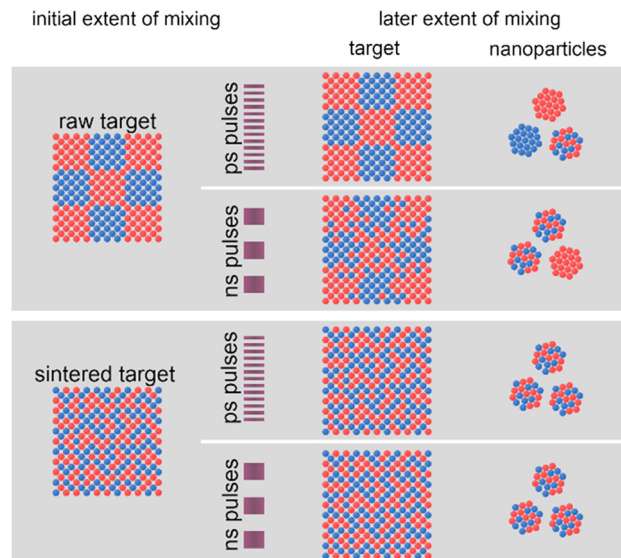 initial extent of mixing
later extent of mixing
target
nanoparticles
raw target
ps pulses
ns pulses
sintered target
ps pulses
ns pulses